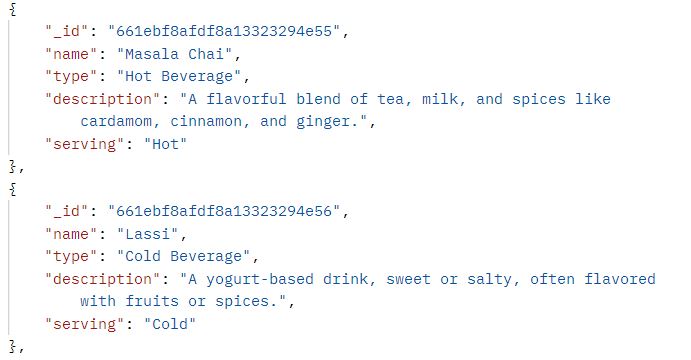 {
"_id": "661ebf8afdf8a13323294e55",
"name": "Masala Chai",
"type": "Hot Beverage",
"description": "A flavorful blend of tea, milk, and spices like
cardamom, cinnamon, and ginger.",
"serving": "Hot"
},
{
"_id": "661ebf8afdf8a13323294e56",
"name": "Lassi",
"type": "Cold Beverage",
"description": "A yogurt-based drink, sweet or salty, often flavored
with fruits or spices.",
"serving": "Cold"
},